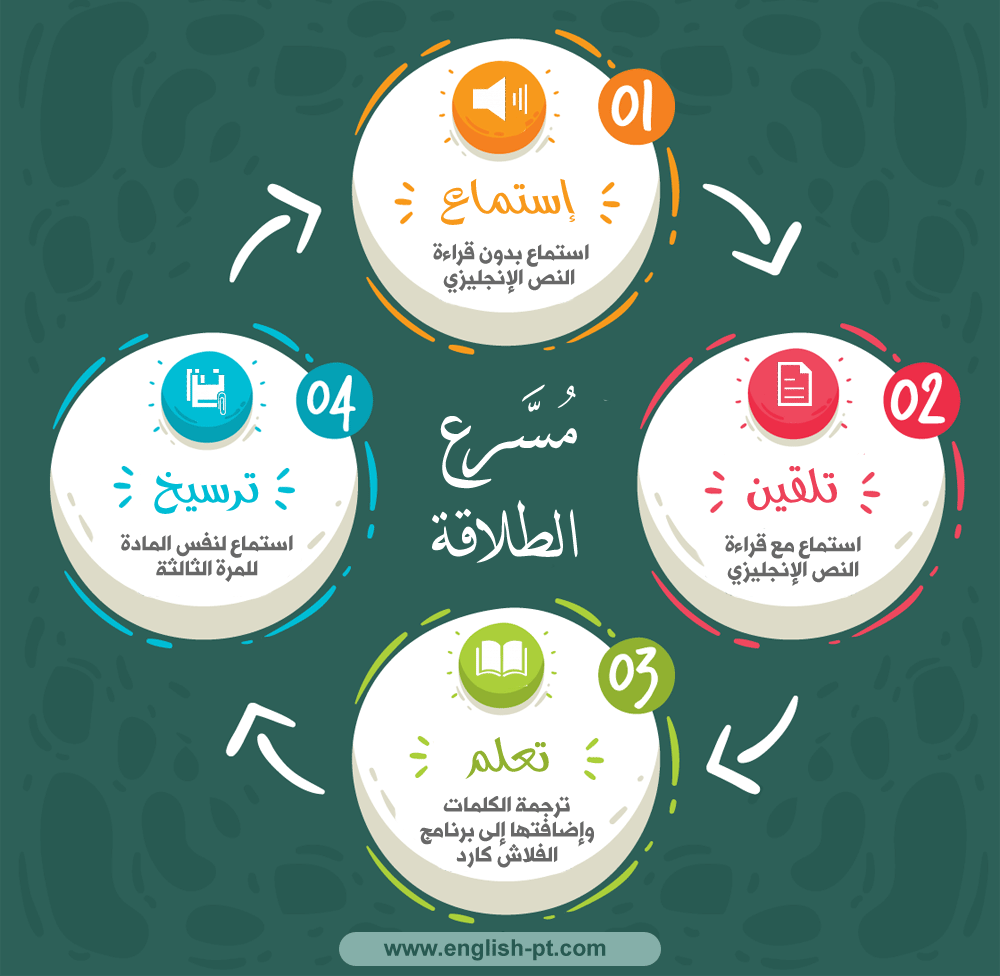 01
إستماع
استماع بدون قراءة
النص الإنجليزي
02
تلقين
استماع مع قراءة
النص الإنجليزي
03
تعلم
ترجمة الكلمات
وإضافتها إلى برنامج
الفلاش كارد
04
ترسيخ
استماع لنفس المادة
للمرة الثالثة
مُسَّرع
الطلاقة
www.english-pt.com